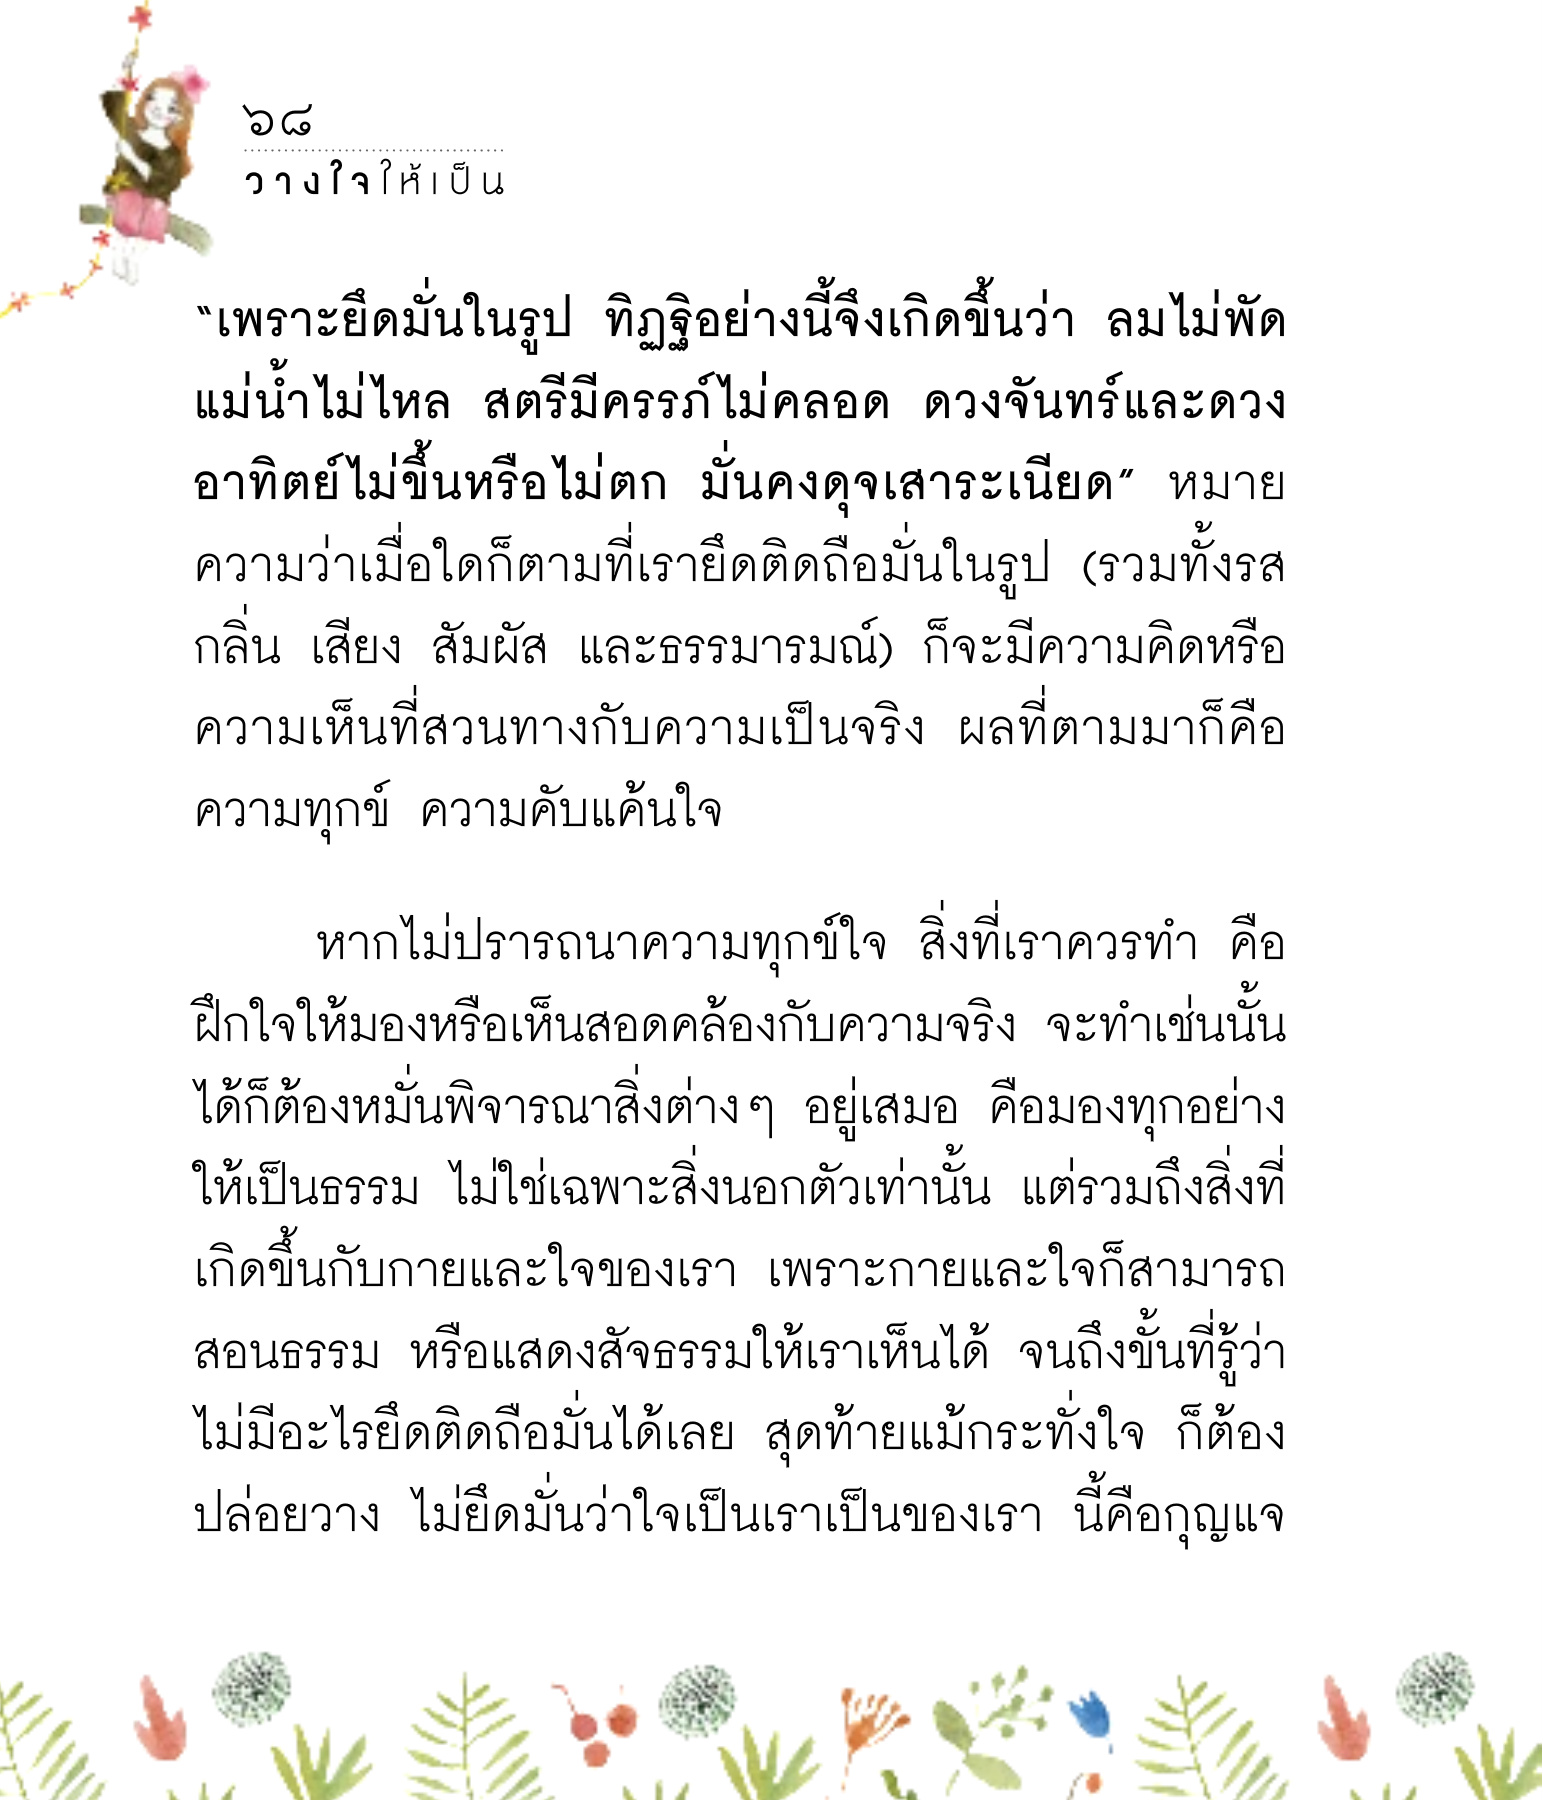 ๖๘
วางใจให้เป็น
“เพราะยึดมั่นในรูป ทิฏฐิอย่างนี้จึงเกิดขึ้นว่า ลมไม่พัด
แม่น้ำไม่ไหล สตรีมีครรภ์ไม่คลอด ดวงจันทร์และดวง
อาทิตย์ไม่ขึ้นหรือไม่ตก มั่นคงดุจเสาระเนียด” หมาย
ความว่าเมื่อใดก็ตามที่เรายึดติดถือมั่นในรูป (รวมทั้งรส
กลิ่น เสียง สัมผัส และธรรมารมณ์) ก็จะมีความคิดหรือ
ความเห็นที่สวนทางกับความเป็นจริง ผลที่ตามมาก็คือ
ความทุกข์ ความคับแค้นใจ
หากไม่ปรารถนาความทุกข์ใจ สิ่งที่เราควรทำ คือ
ฝึกใจให้มองหรือเห็นสอดคล้องกับความจริง จะทำเช่นนั้น
ได้ก็ต้องหมั่นพิจารณาสิ่งต่างๆ อยู่เสมอ คือมองทุกอย่าง
ให้เป็นธรรม ไม่ใช่เฉพาะสิ่งนอกตัวเท่านั้น แต่รวมถึงสิ่งที่
เกิดขึ้นกับกายและใจของเรา เพราะกายและใจก็สามารถ
สอนธรรม หรือแสดงสัจธรรมให้เราเห็นได้ จนถึงขั้นที่รู้ว่า
ไม่มีอะไรยึดติดถือมั่นได้เลย สุดท้ายแม้กระทั่งใจ ก็ต้อง
ปล่อยวาง ไม่ยึดมั่นว่าใจเป็นเราเป็นของเรา นี้คือกุญแจ